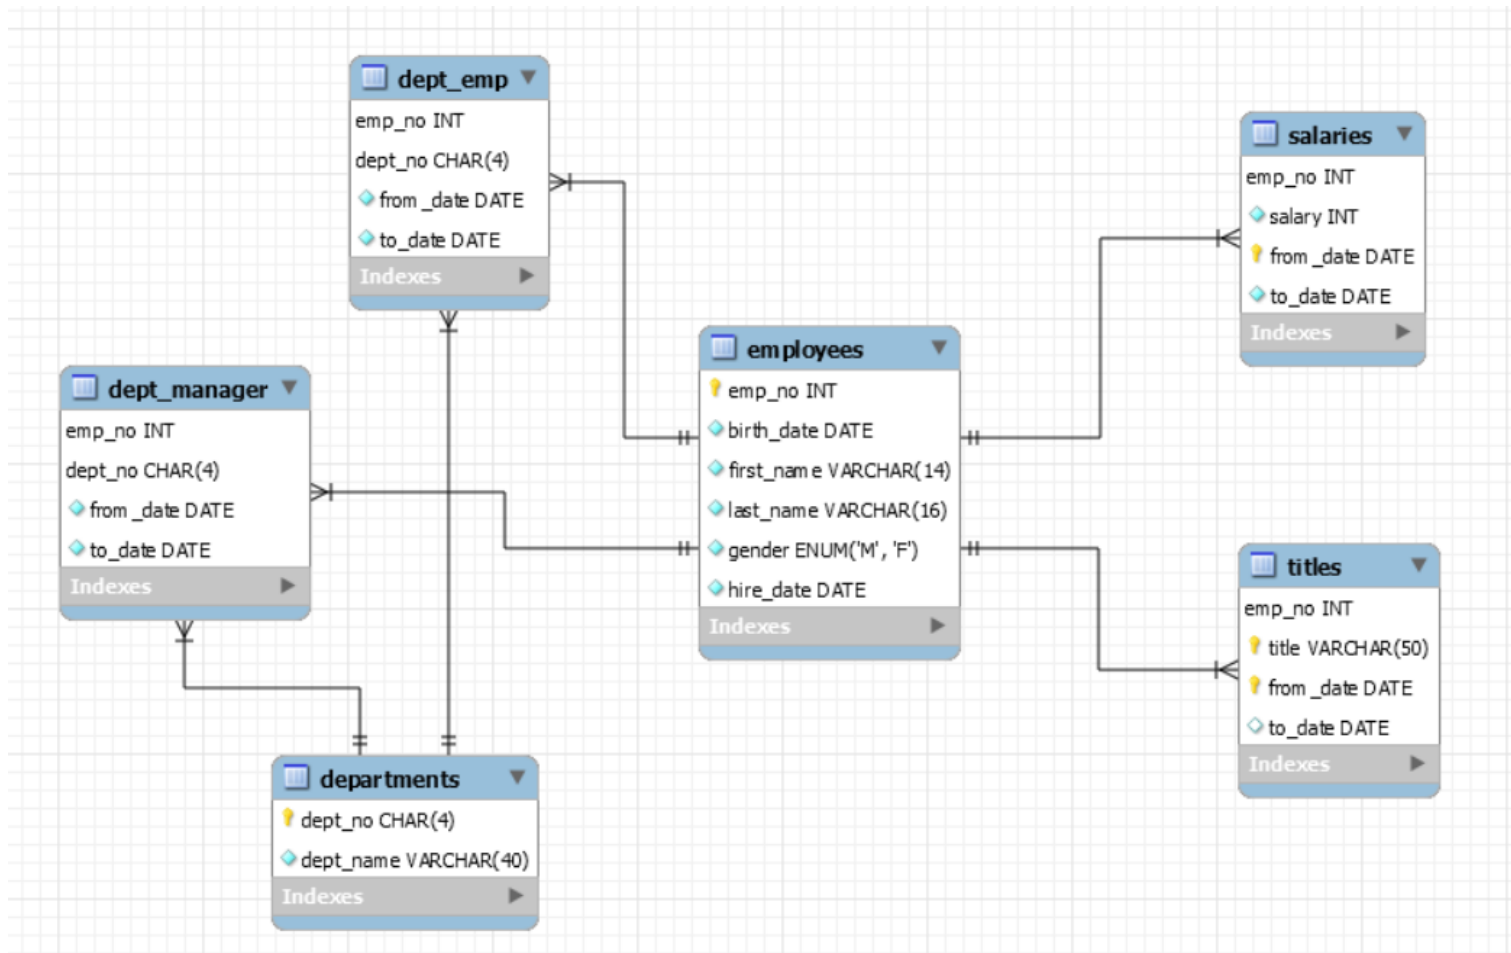 dept_emp
emp_no INT
dept_no CHAR(4)
from_date DATE
to_date DATE
Indexes
salaries
emp_no INT
salary INT
from_date DATE
to_date DATE
Indexes
employees
emp_no INT
birth_date DATE
first_name VARCHAR(14)
last_name VARCHAR(16)
gender ENUM('M', 'F')
hire_date DATE
Indexes
dept_manager
emp_no INT
dept_no CHAR(4)
from_date DATE
to_date DATE
Indexes
titles
emp_no INT
title VARCHAR(50)
from_date DATE
to_date DATE
Indexes
departments
dept_no CHAR(4)
dept_name VARCHAR(40)
Indexes